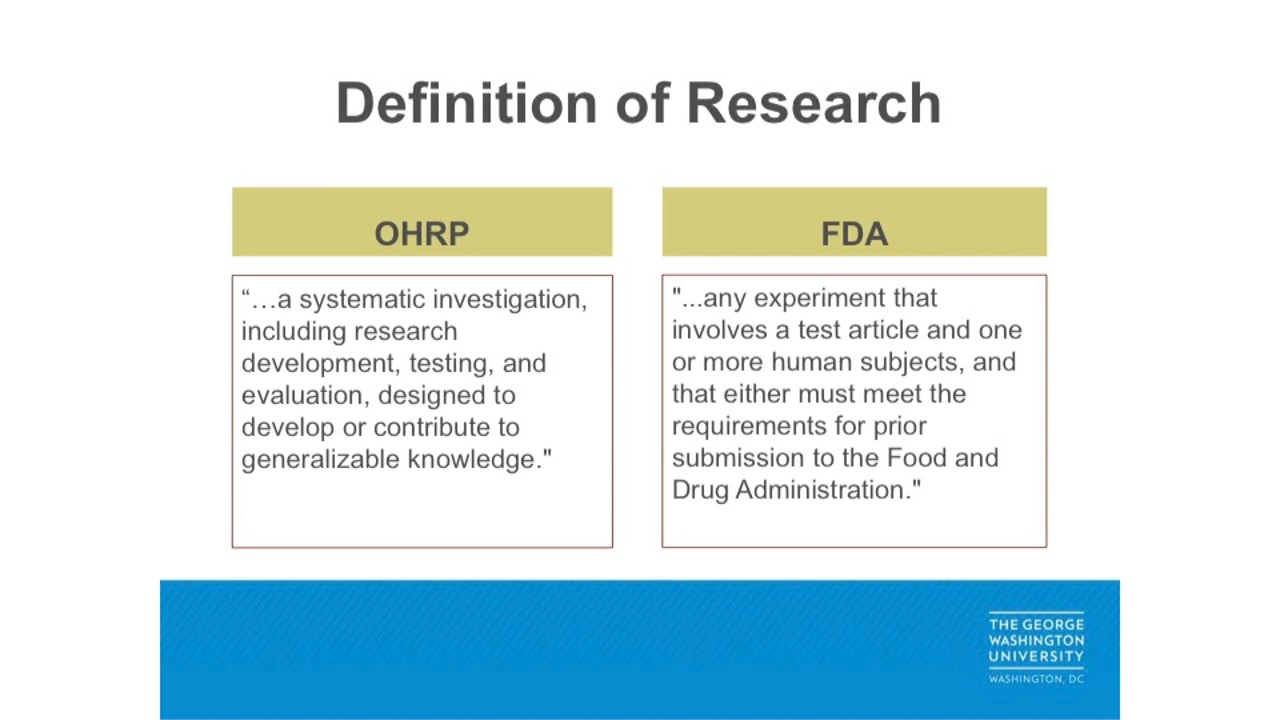 Definition of Research
OHRP
“…a systematic investigation,
including research
development, testing, and
evaluation, designed to
develop or contribute to
generalizable knowledge."
FDA
"...any experiment that
involves a test article and one
or more human subjects, and
that either must meet the
requirements for prior
submission to the Food and
Drug Administration."
THE GEORGE
WASHINGTON
UNIVERSITY
WASHINGTON, DC